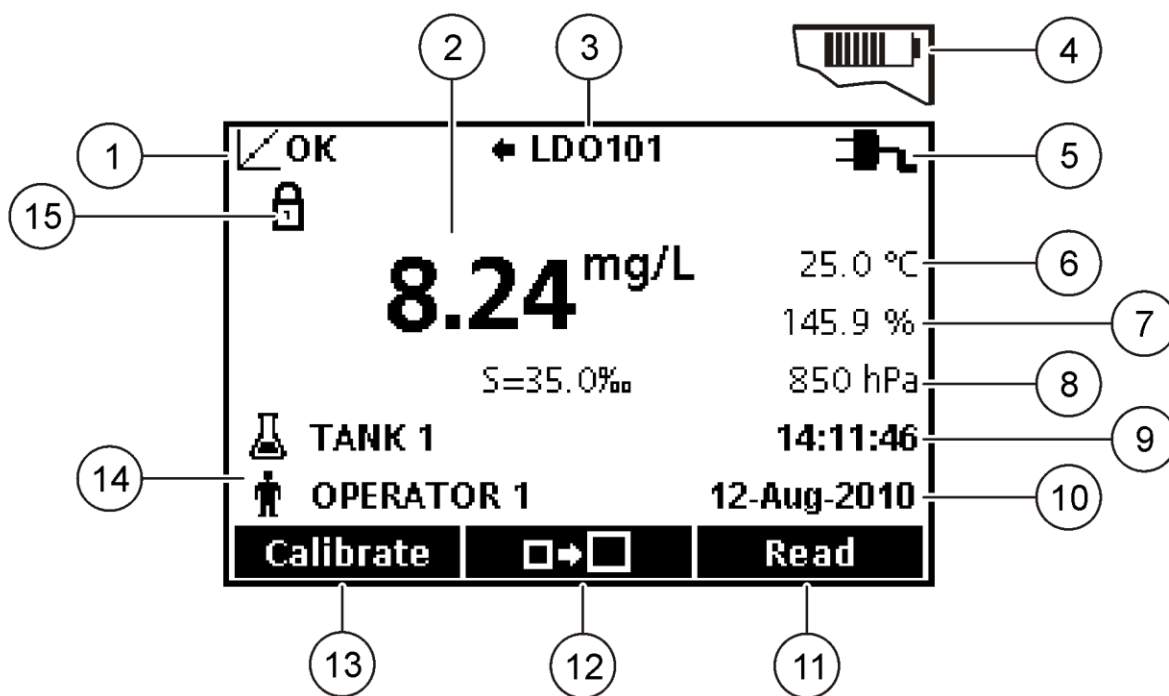 2
3
4
1
OK
LDO101
5
15
8.24 mg/L
25.0 °C
6
145.9 %
7
S=35.0‰
850 hPa
8
TANK 1
14:11:46
9
14
OPERATOR 1
12-Aug-2010
10
Calibrate
Read
13
12
11